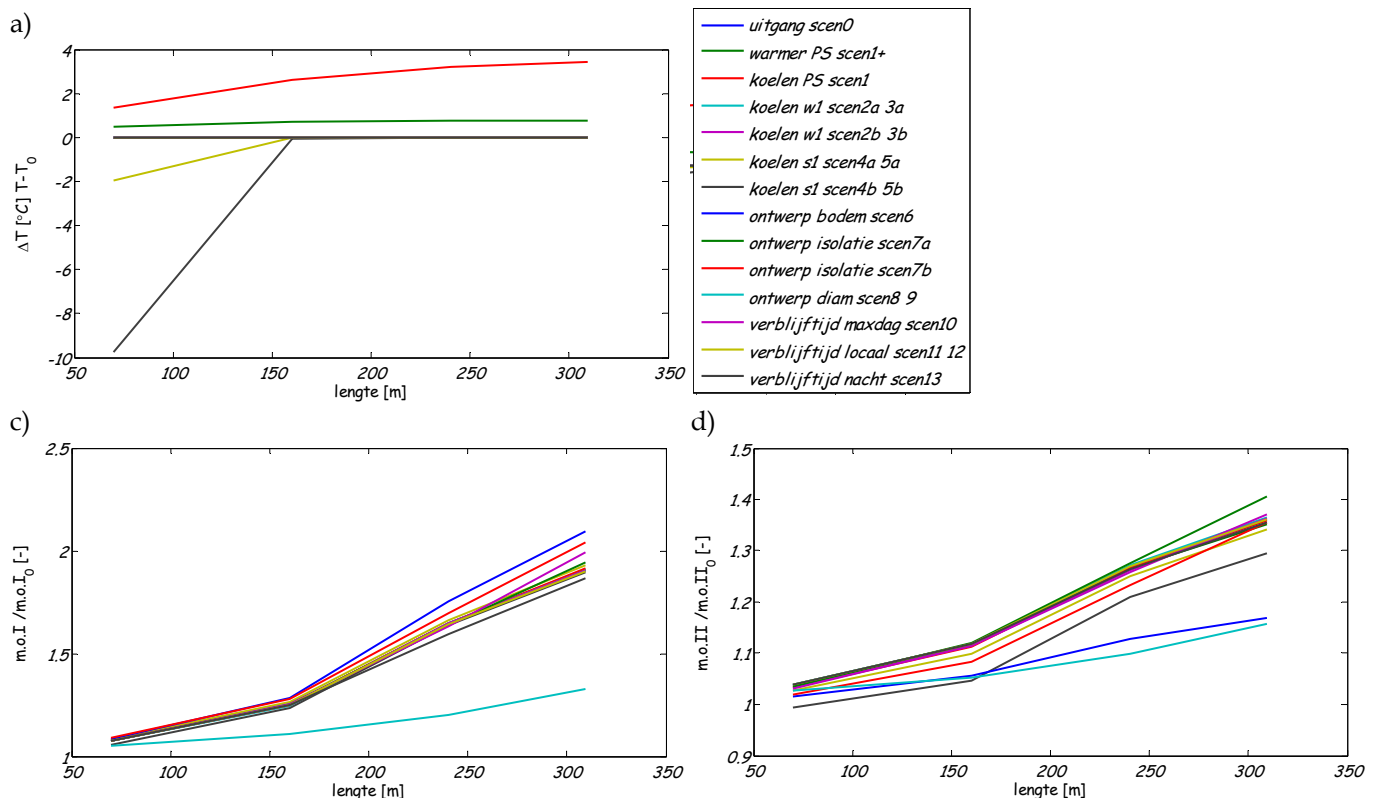 a)
4
2
0
-2
-4
-6
-8
-10
50 100 150 200 250 300 350
ΔT [°C] T-T0
lengte [m]
uitgang scen0
warmer PS scen1+
koelen PS scen1
koelen w1 scen2a 3a
koelen w1 scen2b 3b
koelen s1 scen4a 5a
koelen s1 scen4b 5b
ontwerp bodem scen6
ontwerp isolatie scen7a
ontwerp isolatie scen7b
ontwerp diam scen8 9
verblijftijd maxdag scen10
verblijftijd locaal scen11 12
verblijftijd nacht scen13
c)
2.5
2
1.5
1
50 100 150 200 250 300 350
m.o.I /m.o.I0 [-]
lengte [m]
d)
1.5
1.4
1.3
1.2
1.1
1
0.9
50 100 150 200 250 300 350
m.o.II /m.o.II0 [-]
lengte [m]